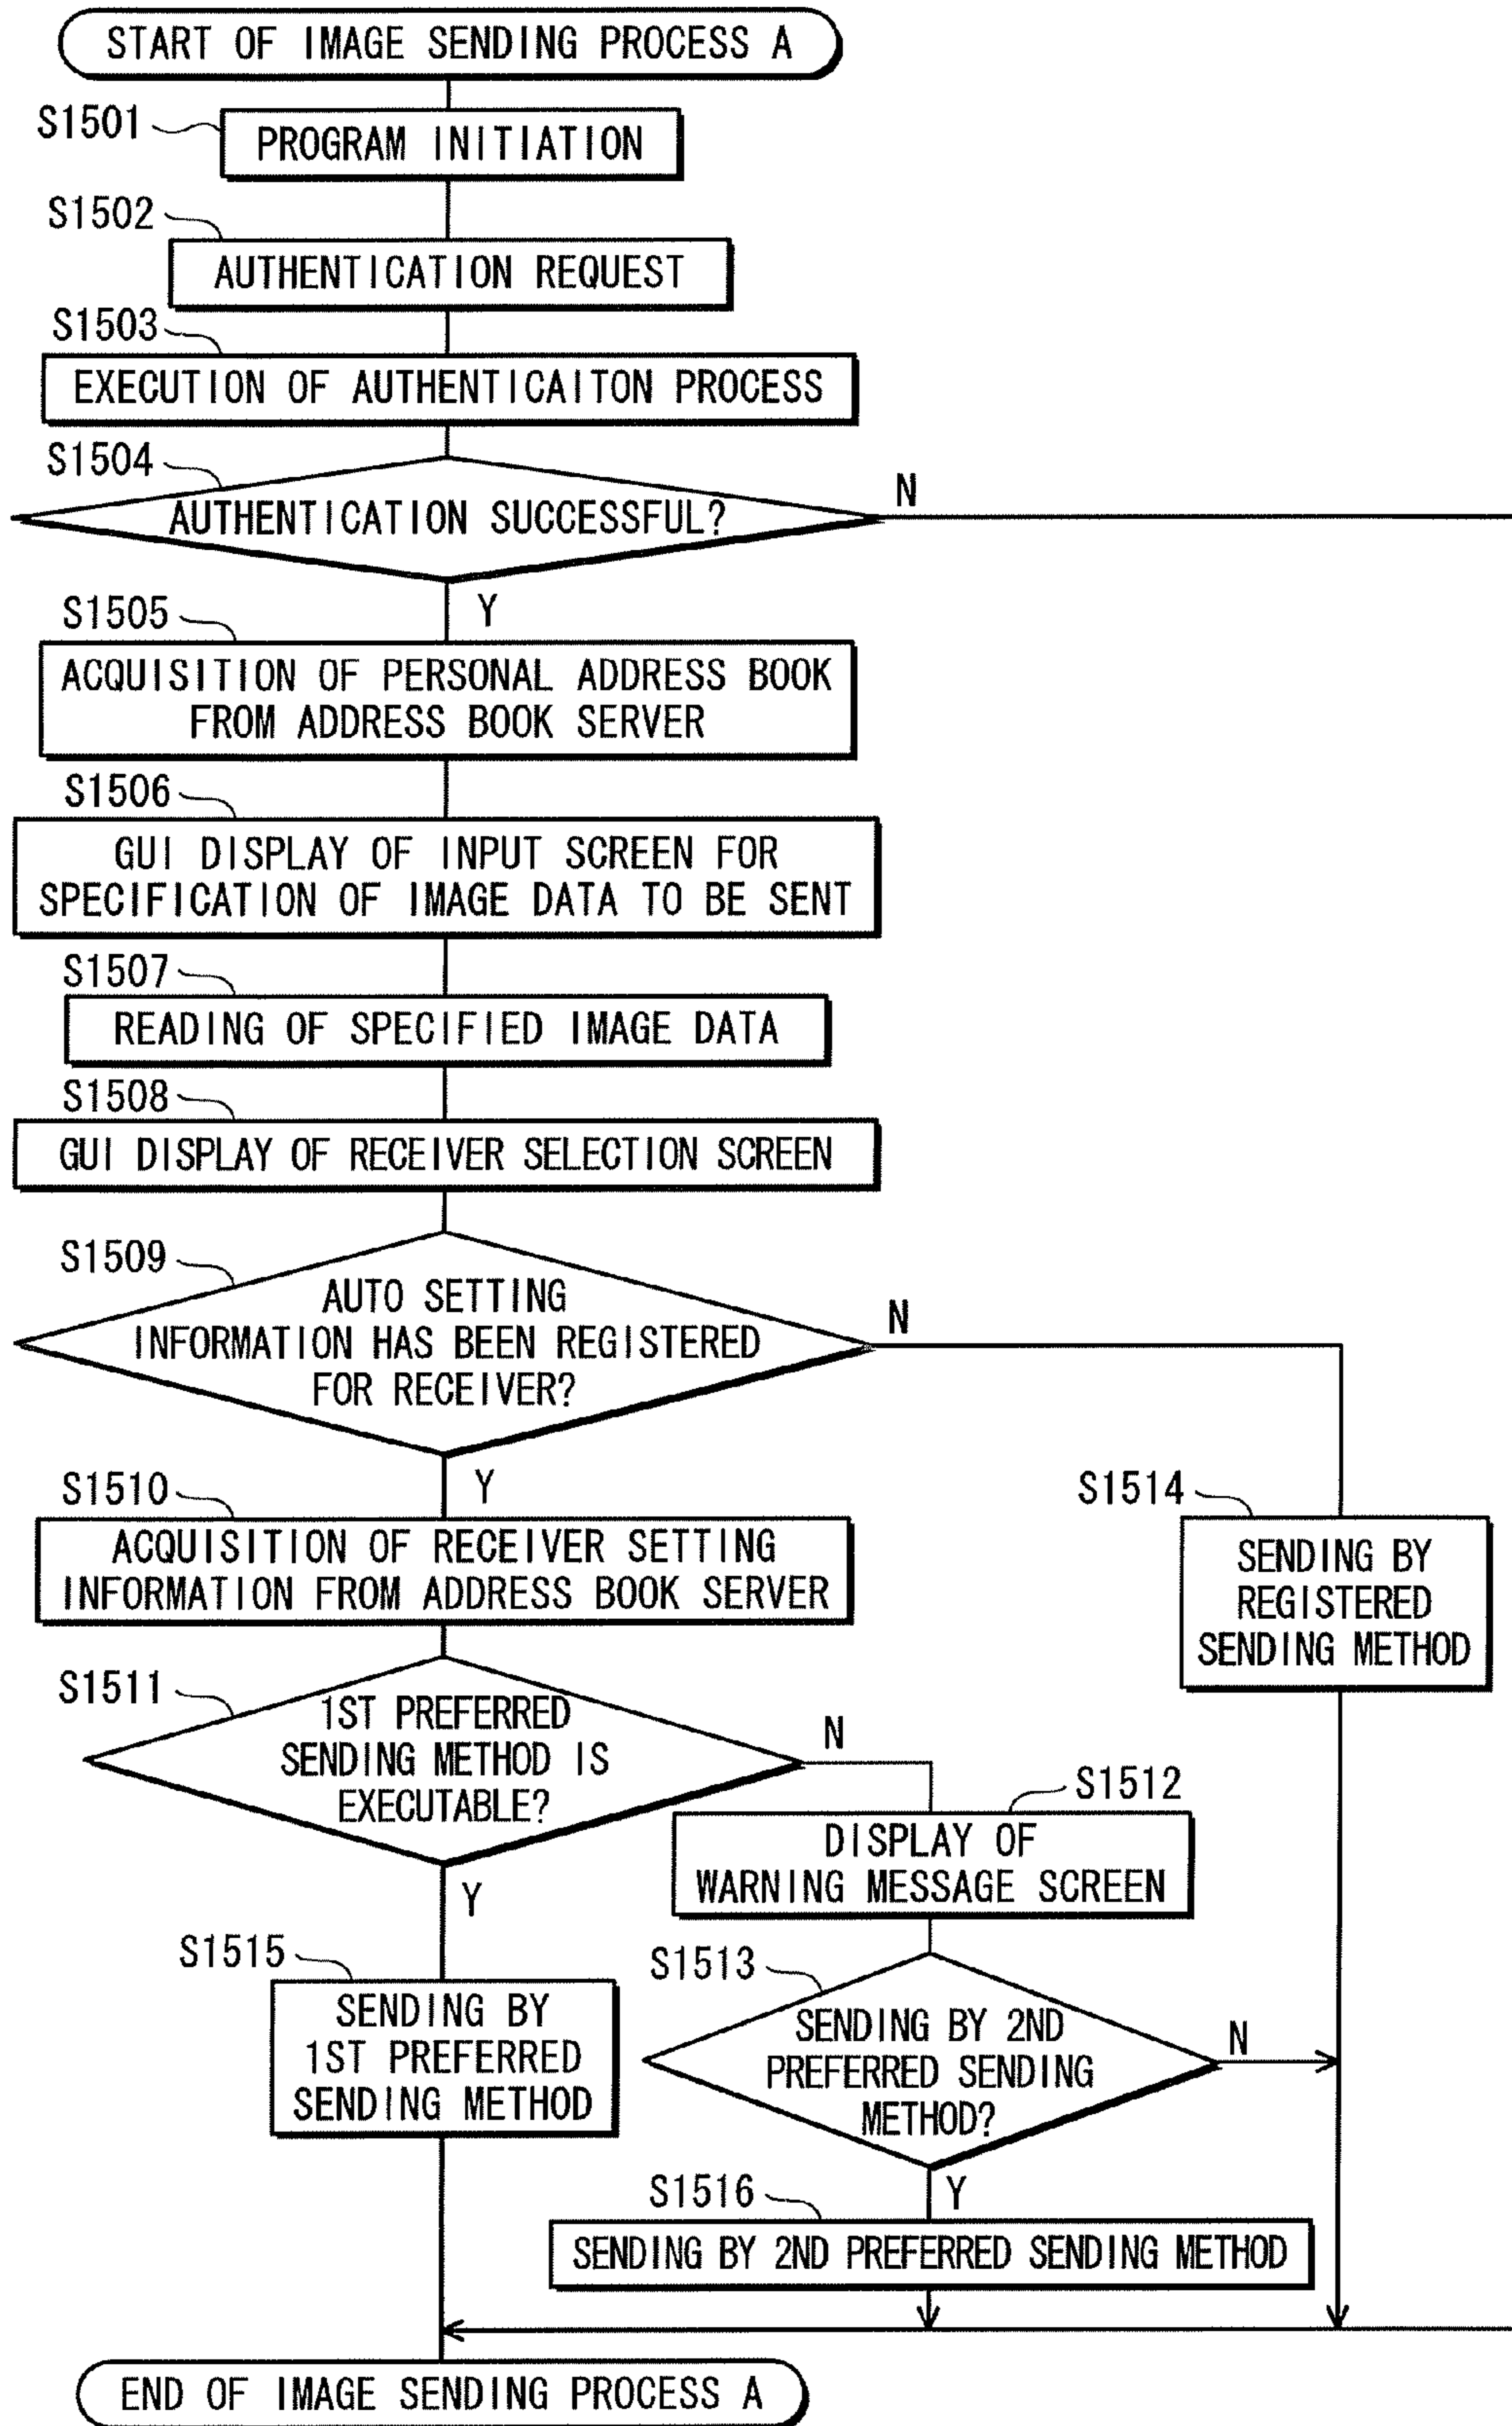 START OF IMAGE SENDING PROCESS A
S1501
PROGRAM INITIATION
S1502
AUTHENTICATION REQUEST
S1503
EXECUTION OF AUTHENTICAITON PROCESS
S1504
AUTHENTICATION SUCCESSFUL?
N
Y
S1505
ACQUISITION OF PERSONAL ADDRESS BOOK
FROM ADDRESS BOOK SERVER
S1506
GUI DISPLAY OF INPUT SCREEN FOR
SPECIFICATION OF IMAGE DATA TO BE SENT
S1507
READING OF SPECIFIED IMAGE DATA
S1508
GUI DISPLAY OF RECEIVER SELECTION SCREEN
S1509
AUTO SETTING
INFORMATION HAS BEEN REGISTERED
FOR RECEIVER?
N
Y
S1510
ACQUISITION OF RECEIVER SETTING
INFORMATION FROM ADDRESS BOOK SERVER
S1514
SENDING BY
REGISTERED
SENDING METHOD
S1511
1ST PREFERRED
SENDING METHOD IS
EXECUTABLE?
N
Y
S1512
DISPLAY OF
WARNING MESSAGE SCREEN
S1515
SENDING BY
1ST PREFERRED
SENDING METHOD
S1513
SENDING BY 2ND
PREFERRED SENDING
METHOD?
N
Y
S1516
SENDING BY 2ND PREFERRED SENDING METHOD
END OF IMAGE SENDING PROCESS A